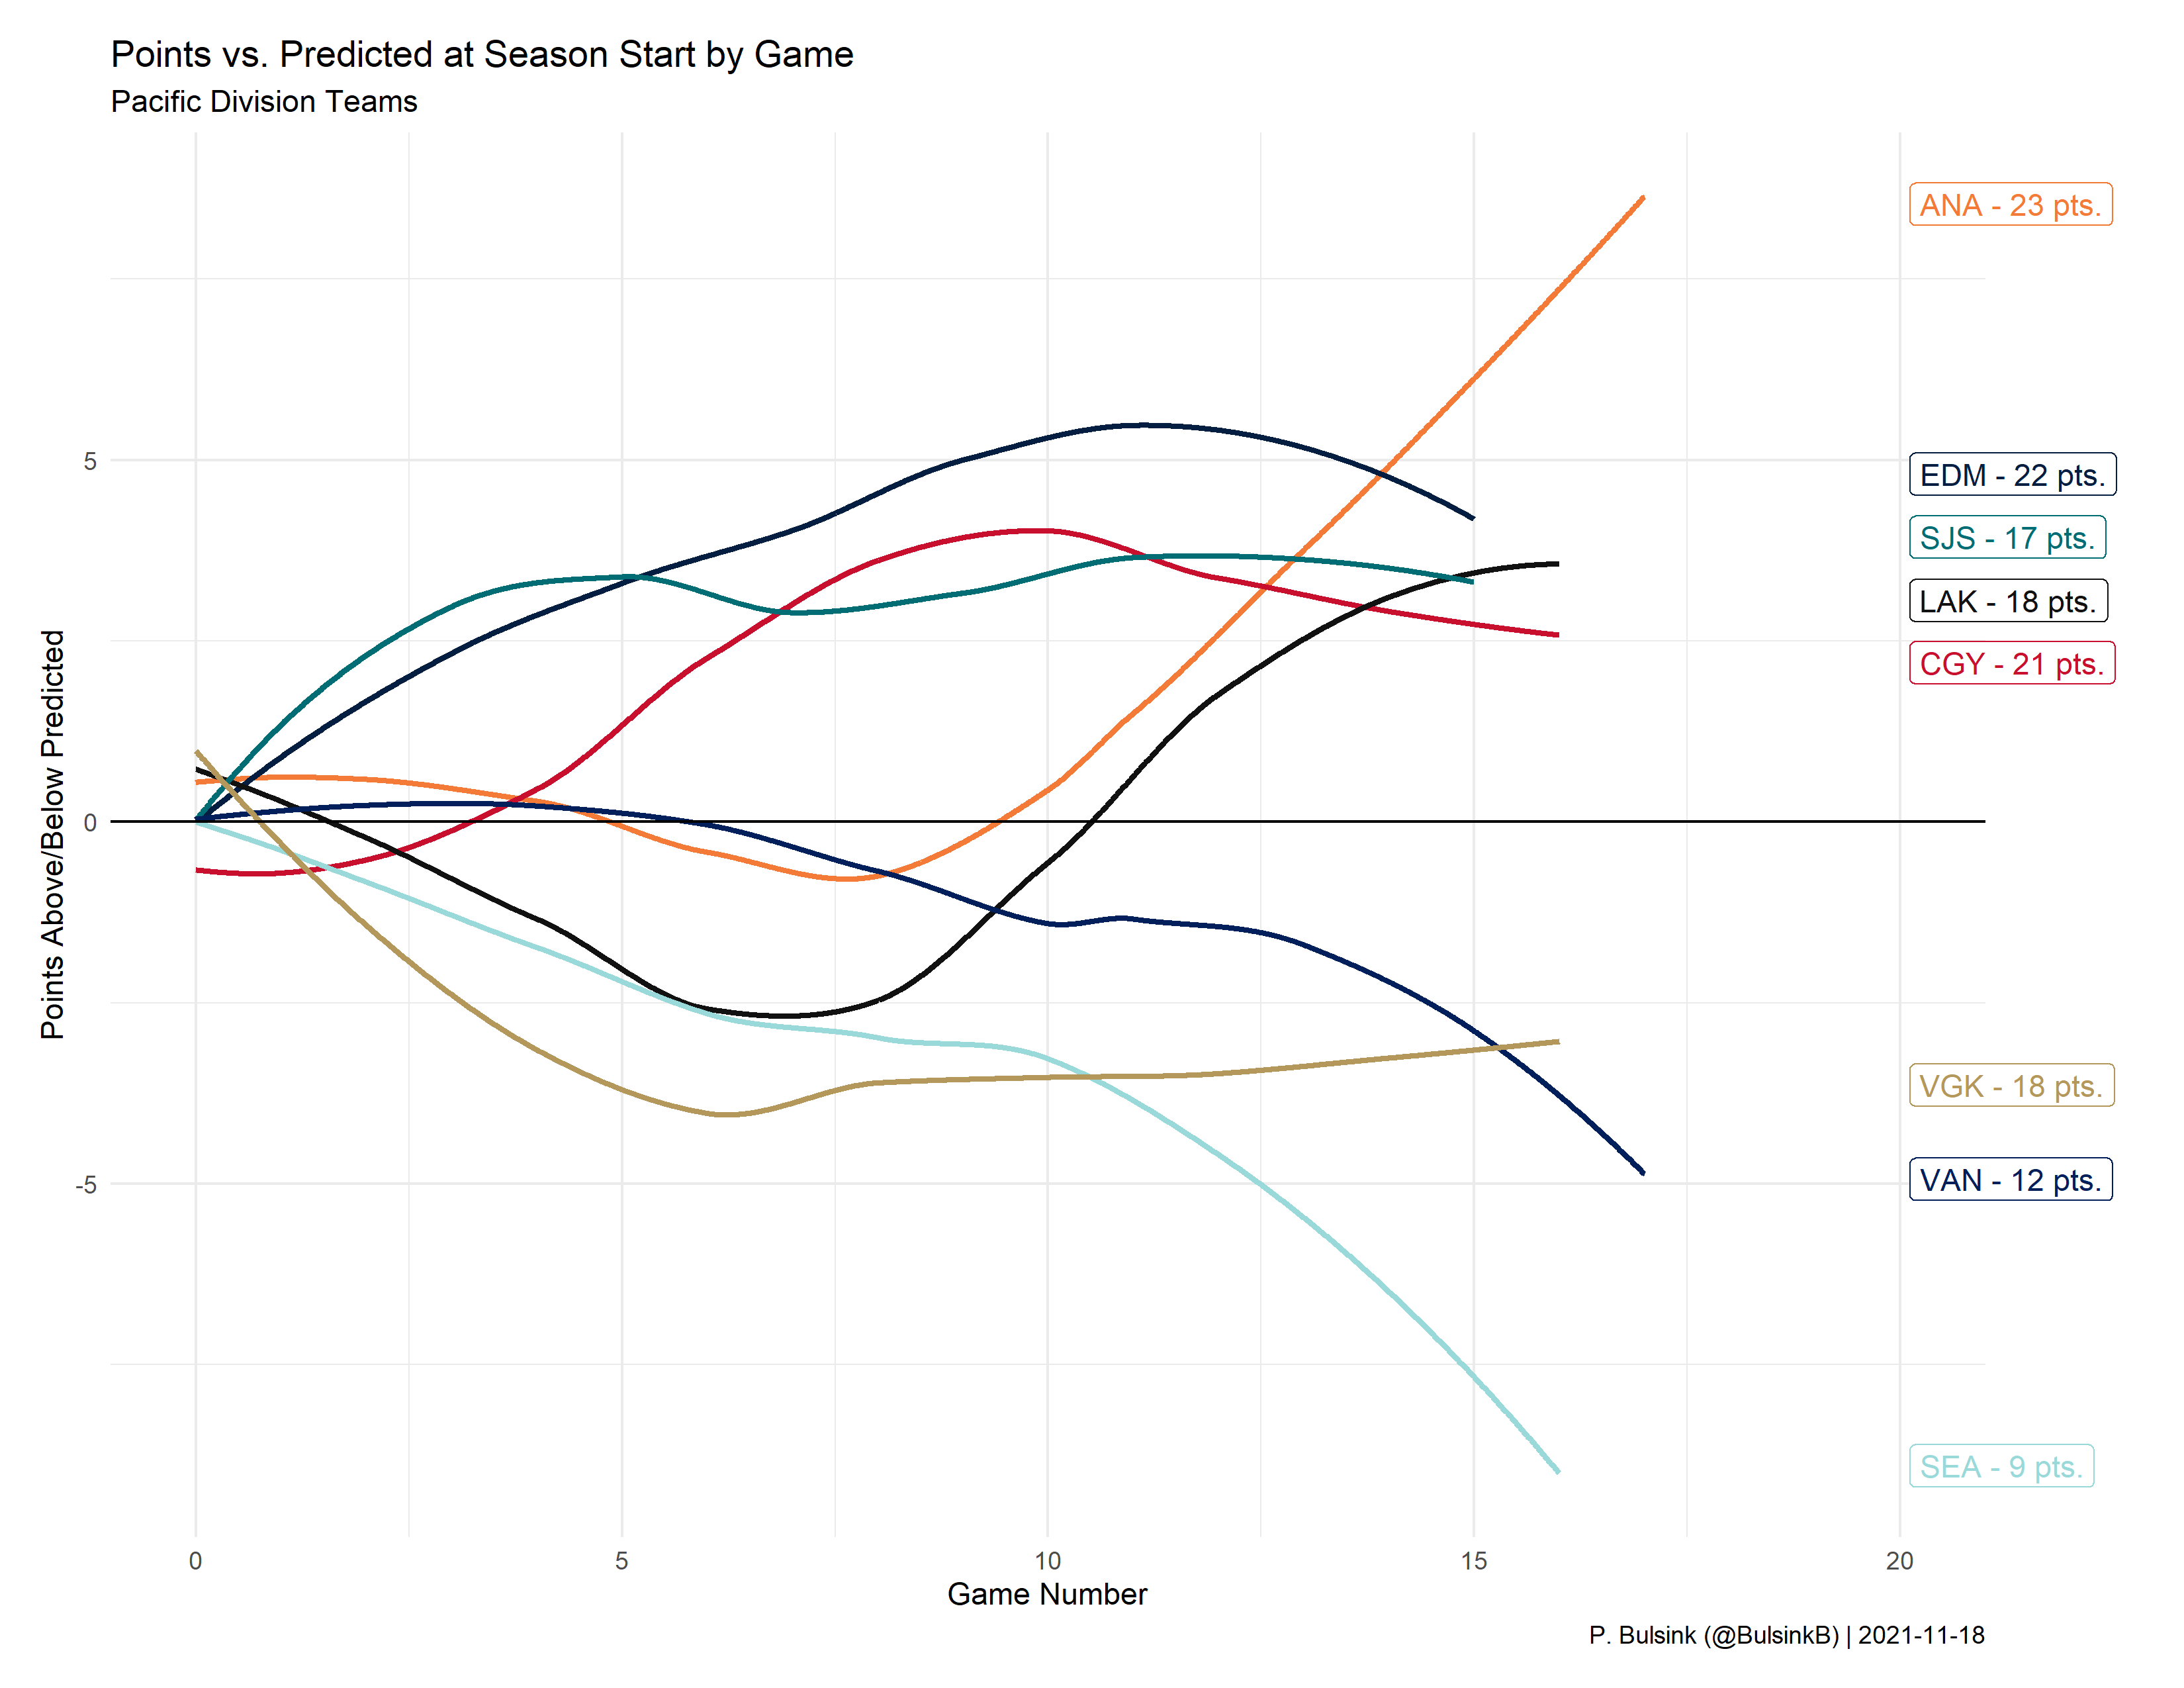 Points vs. Predicted at Season Start by Game
Pacific Division Teams
Points Above/Below Predicted
5
0
-5
ANA - 23 pts.
EDM - 22 pts.
SJS - 17 pts.
LAK - 18 pts.
CGY - 21 pts.
VGK - 18 pts.
VAN - 12 pts.
SEA - 9 pts.
0 5 10 15 20
Game Number
P. Bulsink (@BulsinkB) | 2021-11-18